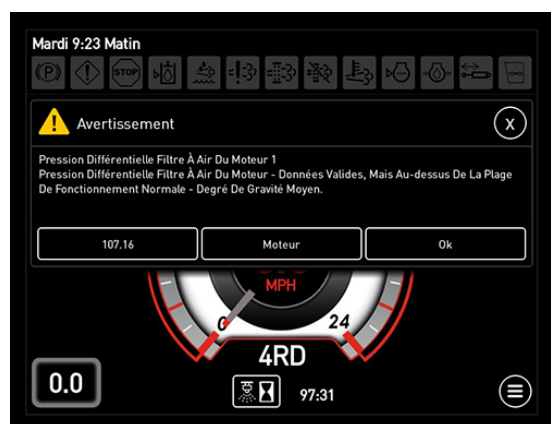 Mardi 9:23 Matin
P
STOP
Avertissement
X
Pression Différentielle Filtre À Air Du Moteur 1
Pression Différentielle Filtre À Air Du Moteur - Données Valides, Mais Au-dessus De La Plage
De Fonctionnement Normale - Degré De Gravité Moyen.
107.16
Moteur
Ok
MPH
0
24
4RD
0.0
97:31